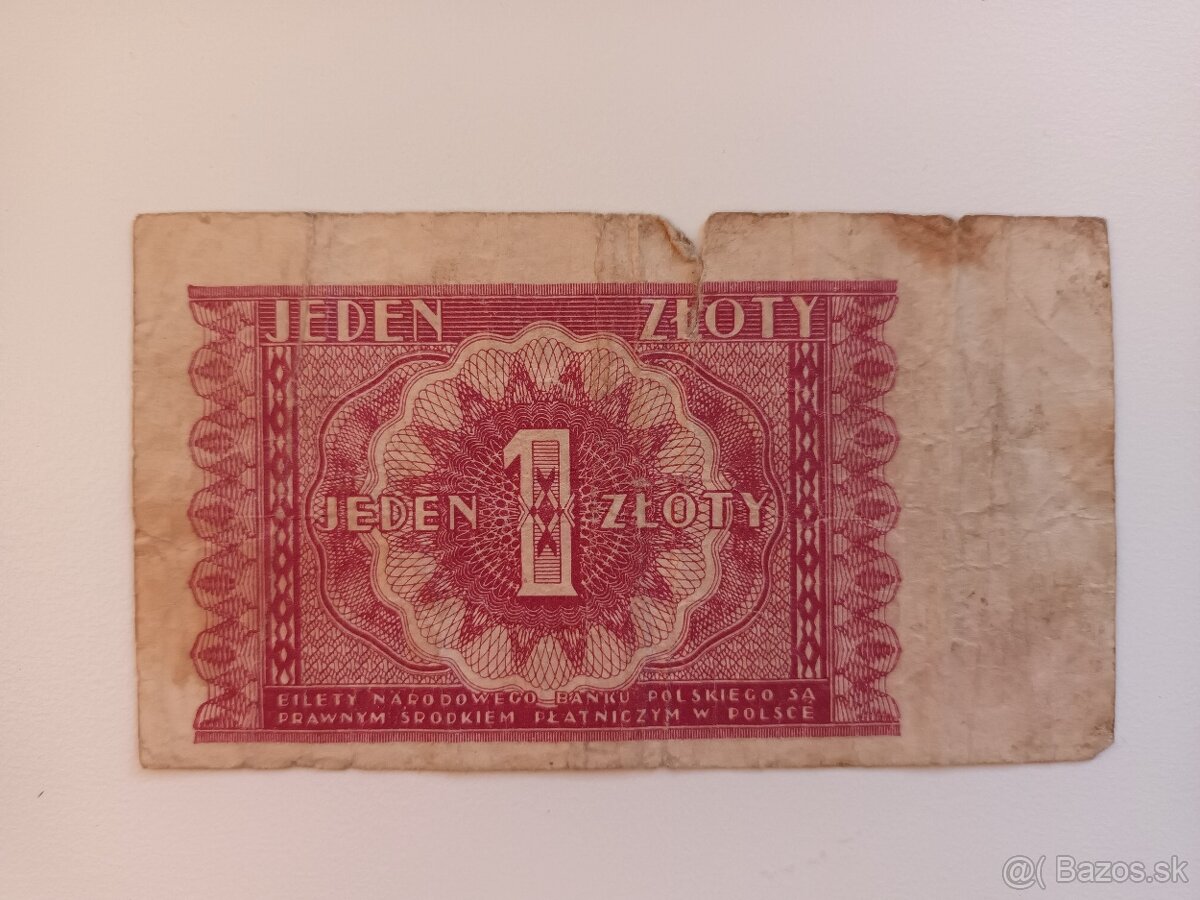 JEDEN ZŁOTY
JEDEN 1 ZŁOTY
BILETY NARODOWEGO BANKU POLSKIEGO SĄ
PRAWNYM ŚRODKIEM PŁATNICZYM W POLSCE
@( Bazos.sk